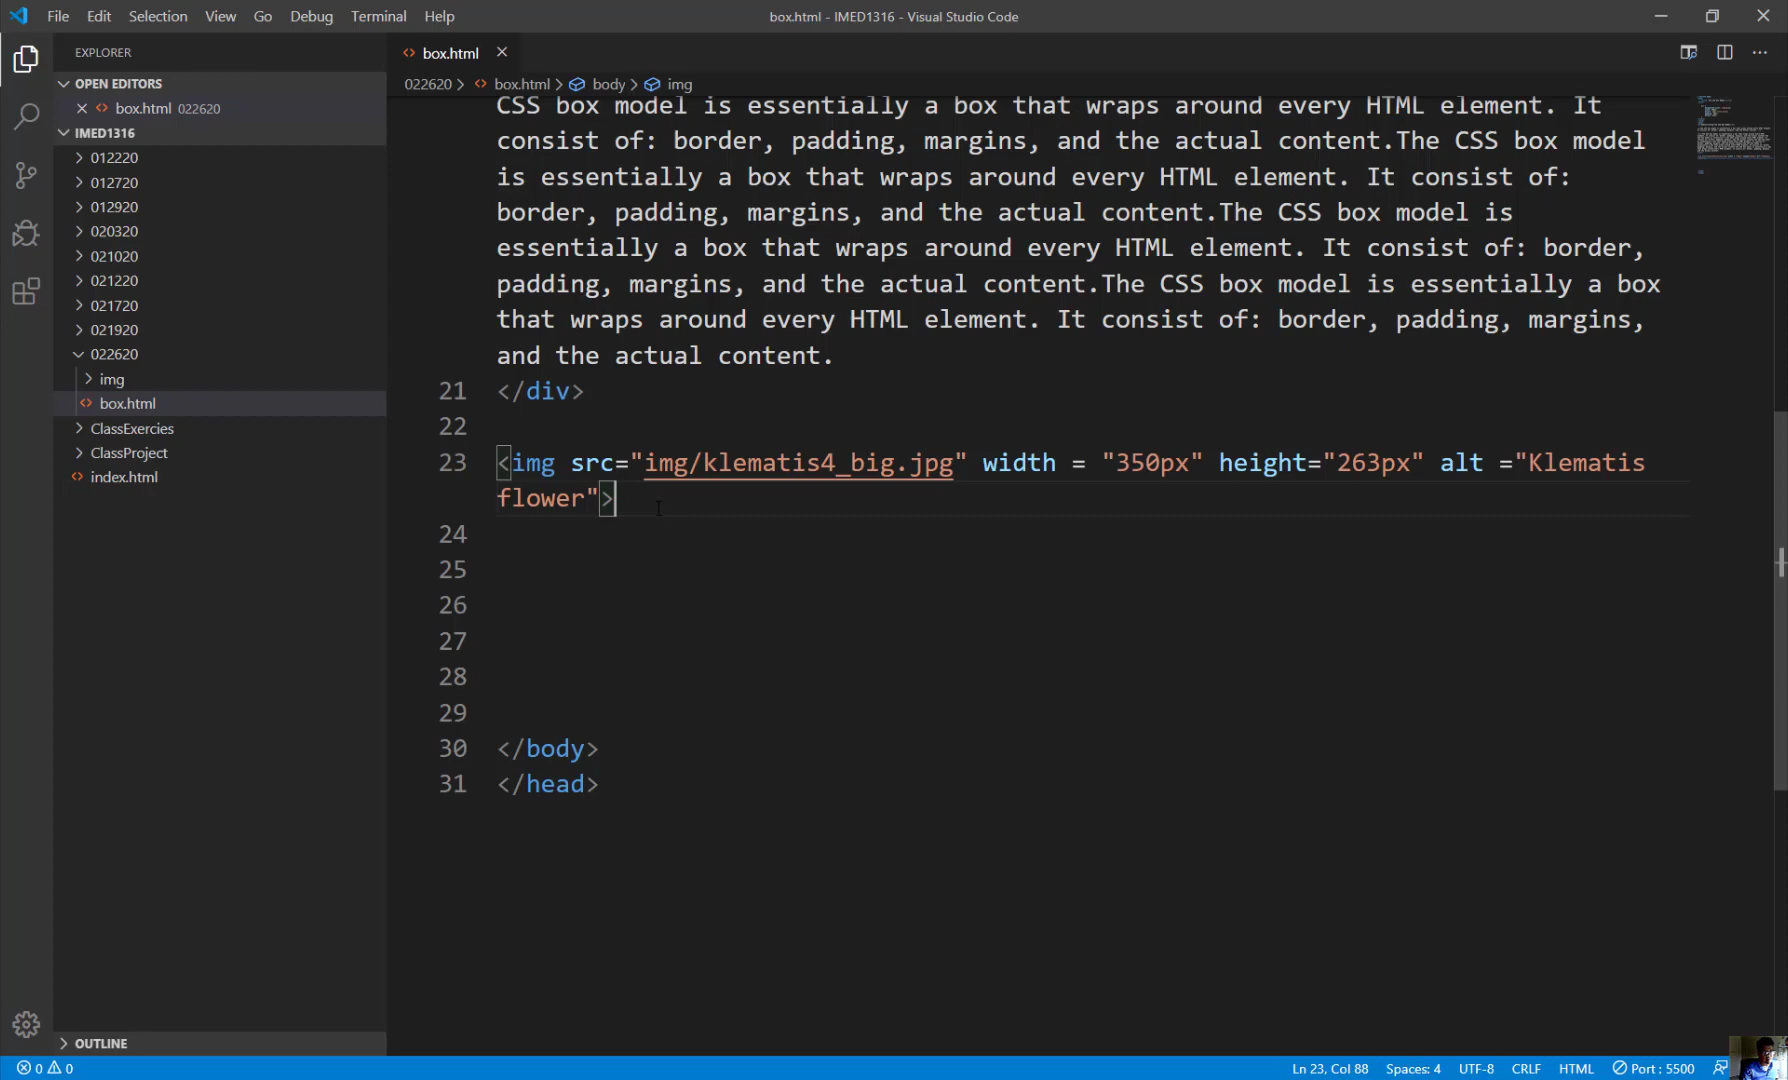 File Edit Selection View Go Debug Terminal Help
box.html - IMED1316 - Visual Studio Code
EXPLORER
OPEN EDITORS
box.html 022620
IMED1316
012220
012720
012920
020320
021020
021220
021720
021920
022620
img
box.html
ClassExercies
ClassProject
index.html
OUTLINE
box.html
022620 > box.html > body > img
CSS box model is essentially a box that wraps around every HTML element. It
consist of: border, padding, margins, and the actual content.The CSS box model
is essentially a box that wraps around every HTML element. It consist of:
border, padding, margins, and the actual content.The CSS box model is
essentially a box that wraps around every HTML element. It consist of: border,
padding, margins, and the actual content.The CSS box model is essentially a box
that wraps around every HTML element. It consist of: border, padding, margins,
and the actual content.
21 </div>
22
23 <img src="img/klematis4_big.jpg" width = "350px" height="263px" alt ="Klematis
flower">
24
25
26
27
28
29
30 </body>
31 </head>
0 0
Ln 23, Col 88 Spaces: 4 UTF-8 CRLF HTML Port : 5500